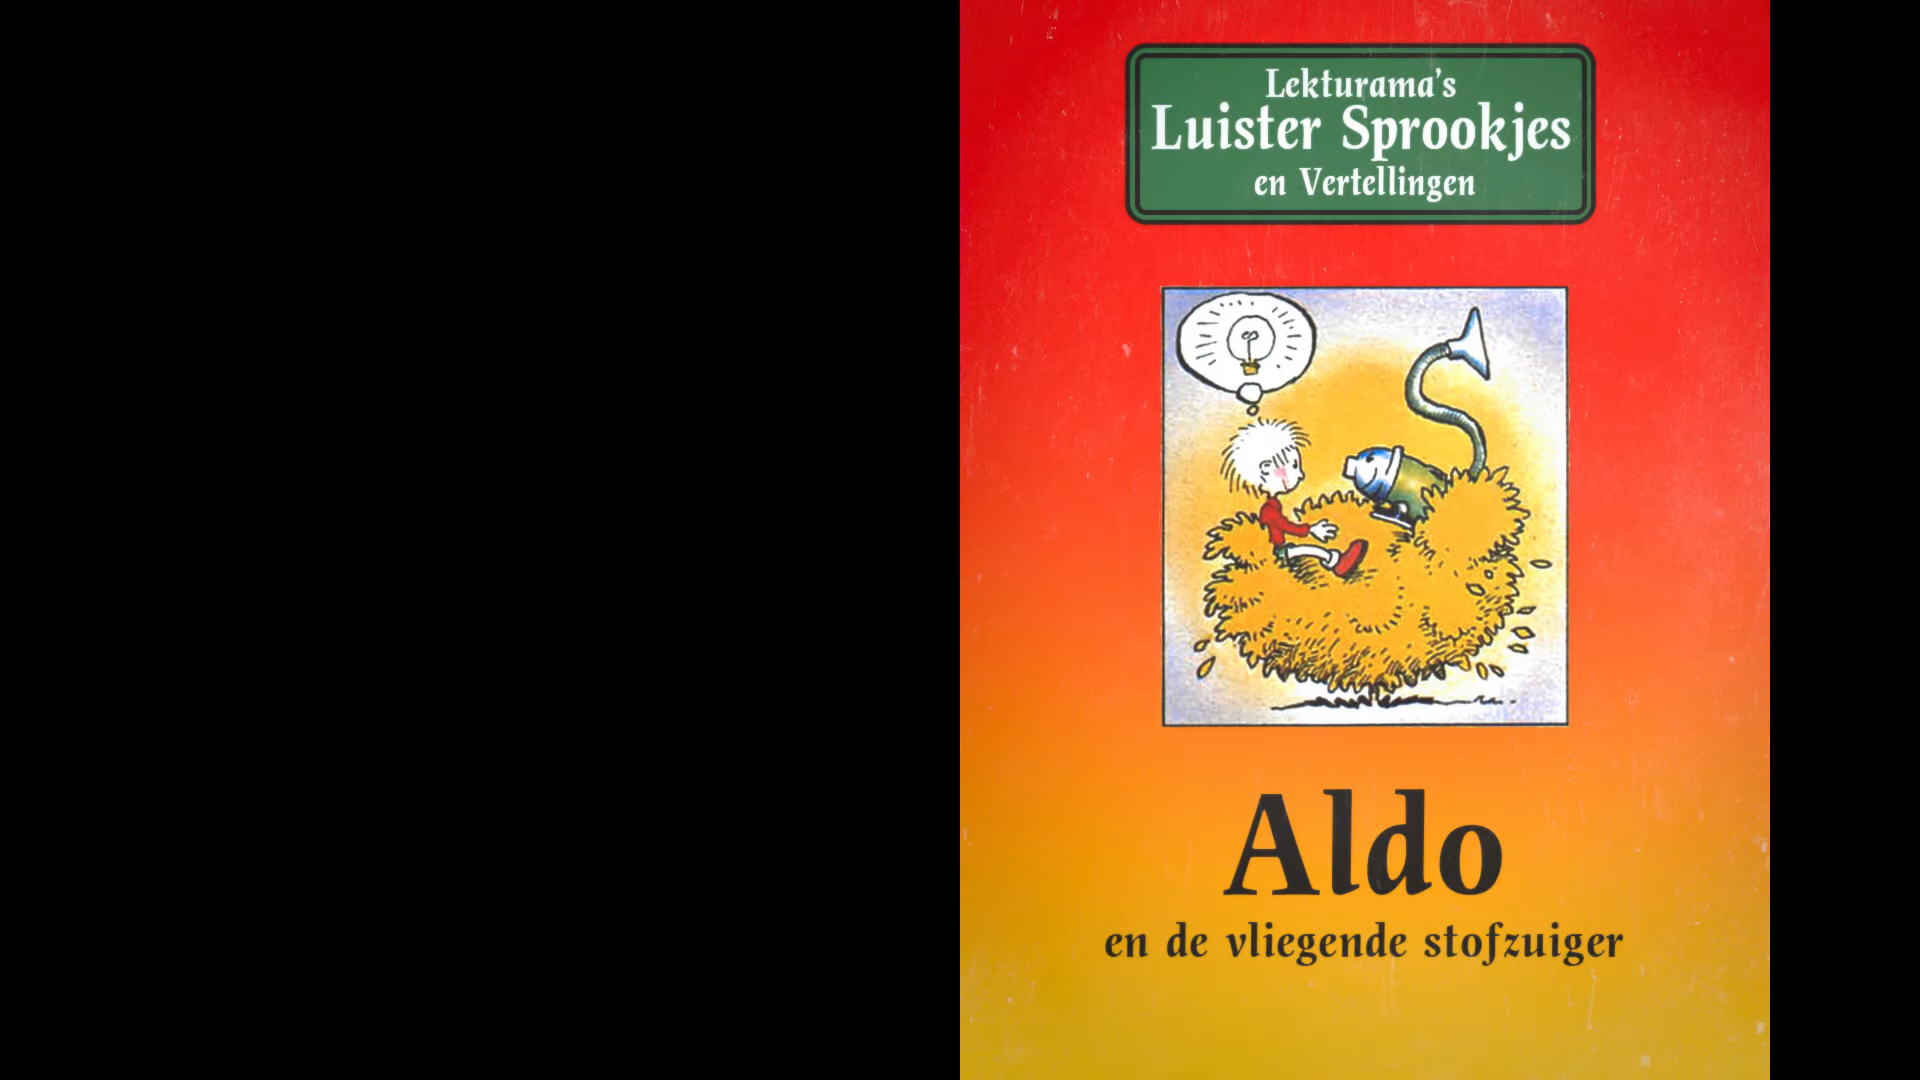 Lekturama's
Luister Sprookjes
en Vertellingen
Aldo
en de vliegende stofzuiger